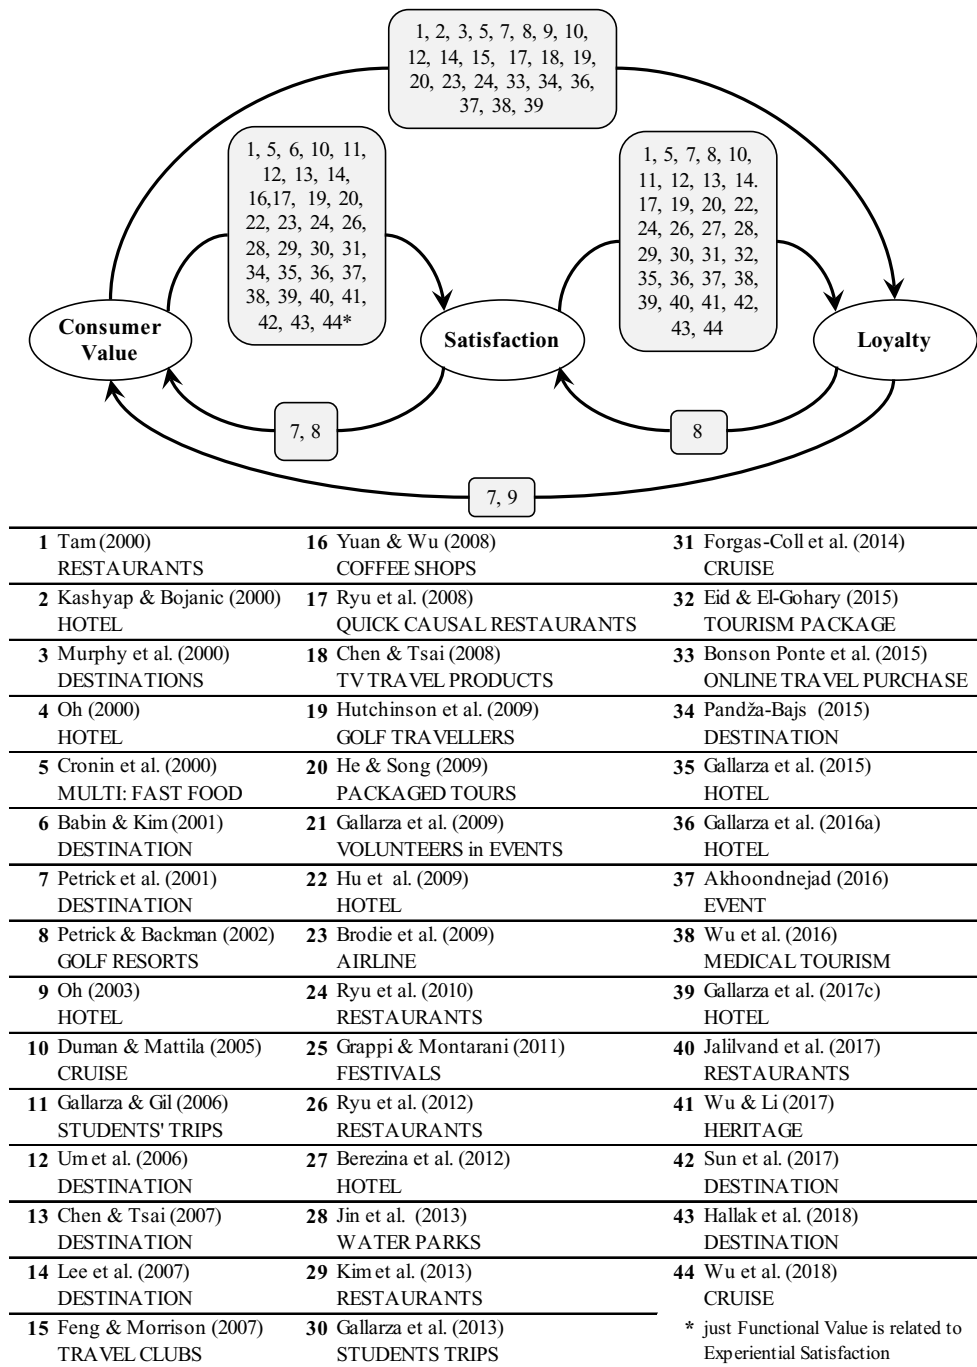 1, 2, 3, 5, 7, 8, 9, 10,
12, 14, 15, 17, 18, 19,
20, 23, 24, 33, 34, 36,
37, 38, 39
1, 5, 6, 10, 11,
12, 13, 14,
16,17, 19, 20,
22, 23, 24, 26,
28, 29, 30, 31,
34, 35, 36, 37,
38, 39, 40, 41,
42, 43, 44*
1, 5, 7, 8, 10,
11, 12, 13, 14.
17, 19, 20, 22,
24, 26, 27, 28,
29, 30, 31, 32,
35, 36, 37, 38,
39, 40, 41, 42,
43, 44
Consumer
Value
Satisfaction
Loyalty
7, 8
8
7, 9
1 Tam (2000)
RESTAURANTS
2 Kashyap & Bojanic (2000)
HOTEL
3 Murphy et al. (2000)
DESTINATIONS
4 Oh (2000)
HOTEL
5 Cronin et al. (2000)
MULTI: FAST FOOD
6 Babin & Kim (2001)
DESTINATION
7 Petrick et al. (2001)
DESTINATION
8 Petrick & Backman (2002)
GOLF RESORTS
9 Oh (2003)
HOTEL
10 Duman & Mattila (2005)
CRUISE
11 Gallarza & Gil (2006)
STUDENTS' TRIPS
12 Um et al. (2006)
DESTINATION
13 Chen & Tsai (2007)
DESTINATION
14 Lee et al. (2007)
DESTINATION
15 Feng & Morrison (2007)
TRAVEL CLUBS
16 Yuan & Wu (2008)
COFFEE SHOPS
17 Ryu et al. (2008)
QUICK CAUSAL RESTAURANTS
18 Chen & Tsai (2008)
TV TRAVEL PRODUCTS
19 Hutchinson et al. (2009)
GOLF TRAVELLERS
20 He & Song (2009)
PACKAGED TOURS
21 Gallarza et al. (2009)
VOLUNTEERS in EVENTS
22 Hu et al. (2009)
HOTEL
23 Brodie et al. (2009)
AIRLINE
24 Ryu et al. (2010)
RESTAURANTS
25 Grappi & Montarani (2011)
FESTIVALS
26 Ryu et al. (2012)
RESTAURANTS
27 Berezina et al. (2012)
HOTEL
28 Jin et al. (2013)
WATER PARKS
29 Kim et al. (2013)
RESTAURANTS
30 Gallarza et al. (2013)
STUDENTS TRIPS
31 Forgas-Coll et al. (2014)
CRUISE
32 Eid & El-Gohary (2015)
TOURISM PACKAGE
33 Bonson Ponte et al. (2015)
ONLINE TRAVEL PURCHASE
34 Pandža-Bajs (2015)
DESTINATION
35 Gallarza et al. (2015)
HOTEL
36 Gallarza et al. (2016a)
HOTEL
37 Akhoondnejad (2016)
EVENT
38 Wu et al. (2016)
MEDICAL TOURISM
39 Gallarza et al. (2017c)
HOTEL
40 Jalilvand et al. (2017)
RESTAURANTS
41 Wu & Li (2017)
HERITAGE
42 Sun et al. (2017)
DESTINATION
43 Hallak et al. (2018)
DESTINATION
44 Wu et al. (2018)
CRUISE
* just Functional Value is related to
Experiential Satisfaction